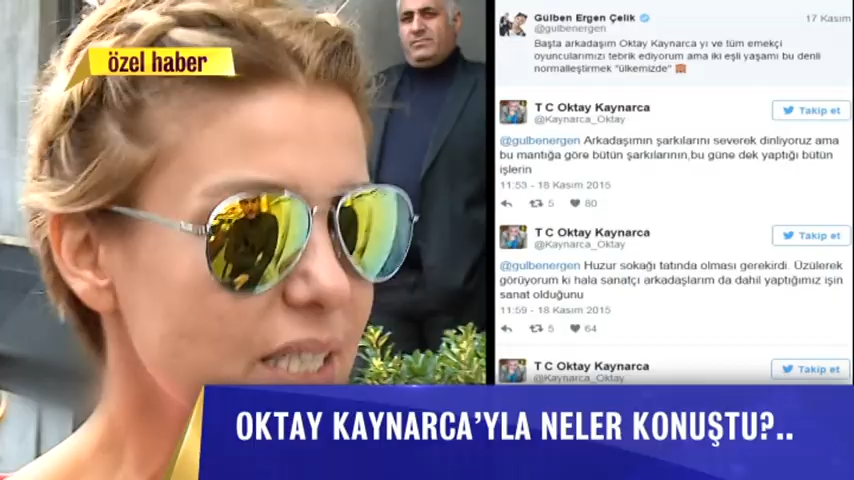 özel haber
Gülben Ergen Çelik
17 Kasım
@gulbenergen
Başta arkadaşım Oktay Kaynarca yı ve tüm emekçi
oyuncularımızı tebrik ediyorum ama iki eşli yaşamı bu denli
normalleştirmek "ülkemizde"
T C Oktay Kaynarca
@Kaynarca_Oktay
Takip et
@gulbenergen Arkadaşımın şarkılarını severek dinliyoruz ama
bu mantığa göre bütün şarkılarının,bu güne dek yaptığı bütün
işlerin
11:53 - 18 Kasım 2015
5 80
T C Oktay Kaynarca
@Kaynarca_Oktay
Takip et
@gulbenergen Huzur sokağı tatında olması gerekirdi. Üzülerek
görüyorum ki hala sanatçı arkadaşlarım da dahil yaptığımız işin
sanat olduğunu
11:59 - 18 Kasım 2015
5 64
T C Oktay Kaynarca
@Kaynarca_Oktay
Takip et
OKTAY KAYNARCA'YLA NELER KONUŞTU?..